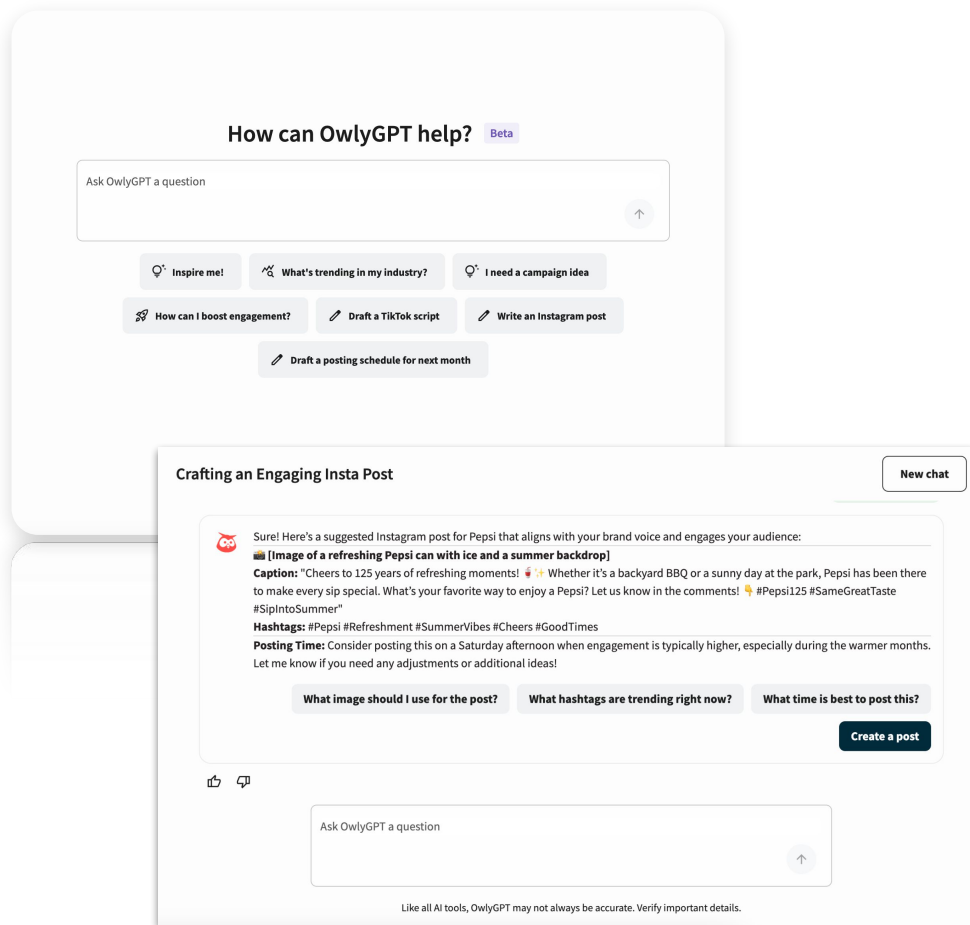 How can OwlyGPT help? Beta
Ask OwlyGPT a question
Inspire me! What's trending in my industry? I need a campaign idea
How can I boost engagement? Draft a TikTok script Write an Instagram post
Draft a posting schedule for next month
Crafting an Engaging Insta Post New chat
Sure! Here’s a suggested Instagram post for Pepsi that aligns with your brand voice and engages your audience:
📸 [Image of a refreshing Pepsi can with ice and a summer backdrop]
Caption: "Cheers to 125 years of refreshing moments! 🍹✨ Whether it’s a backyard BBQ or a sunny day at the park, Pepsi has been there
to make every sip special. What’s your favorite way to enjoy a Pepsi? Let us know in the comments! 👇 #Pepsi125 #SameGreatTaste
#SipIntoSummer"
Hashtags: #Pepsi #Refreshment #SummerVibes #Cheers #GoodTimes
Posting Time: Consider posting this on a Saturday afternoon when engagement is typically higher, especially during the warmer months.
Let me know if you need any adjustments or additional ideas!
What image should I use for the post? What hashtags are trending right now? What time is best to post this?
Create a post
Ask OwlyGPT a question
Like all AI tools, OwlyGPT may not always be accurate. Verify important details.